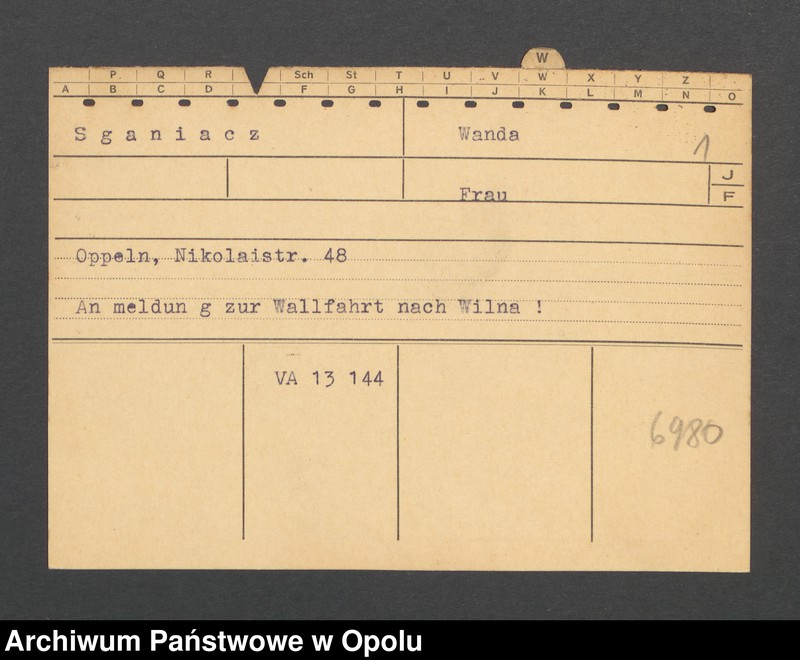 W
P Q R Sch St T U V W X Y Z
A B C D F G H I J K L M N O
Sganiacz Wanda
1
J
F
Frau
Oppeln, Nikolaistr. 48
An meldun g zur Wallfahrt nach Wilna !
VA 13 144
6980
Archiwum Państwowe w Opolu